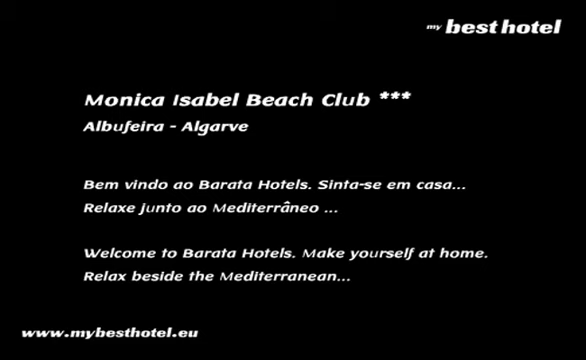 my best hotel
Monica Isabel Beach Club ***
Albufeira - Algarve
Bem vindo ao Barata Hotels. Sinta-se em casa...
Relaxe junto ao Mediterrâneo ...
Welcome to Barata Hotels. Make yourself at home.
Relax beside the Mediterranean...
www.mybesthotel.eu